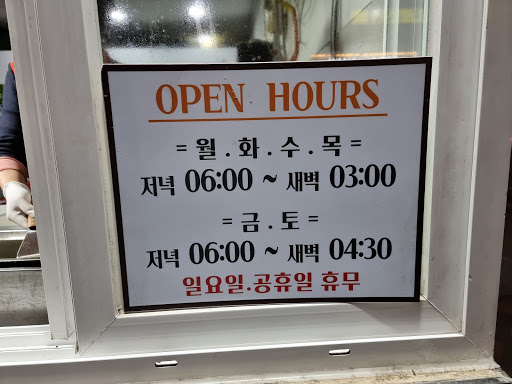 OPEN HOURS
= 월.화.수.목 =
저녁 06:00 ~ 새벽 03:00
= 금.토 =
저녁 06:00 ~ 새벽 04:30
일요일.공휴일 휴무